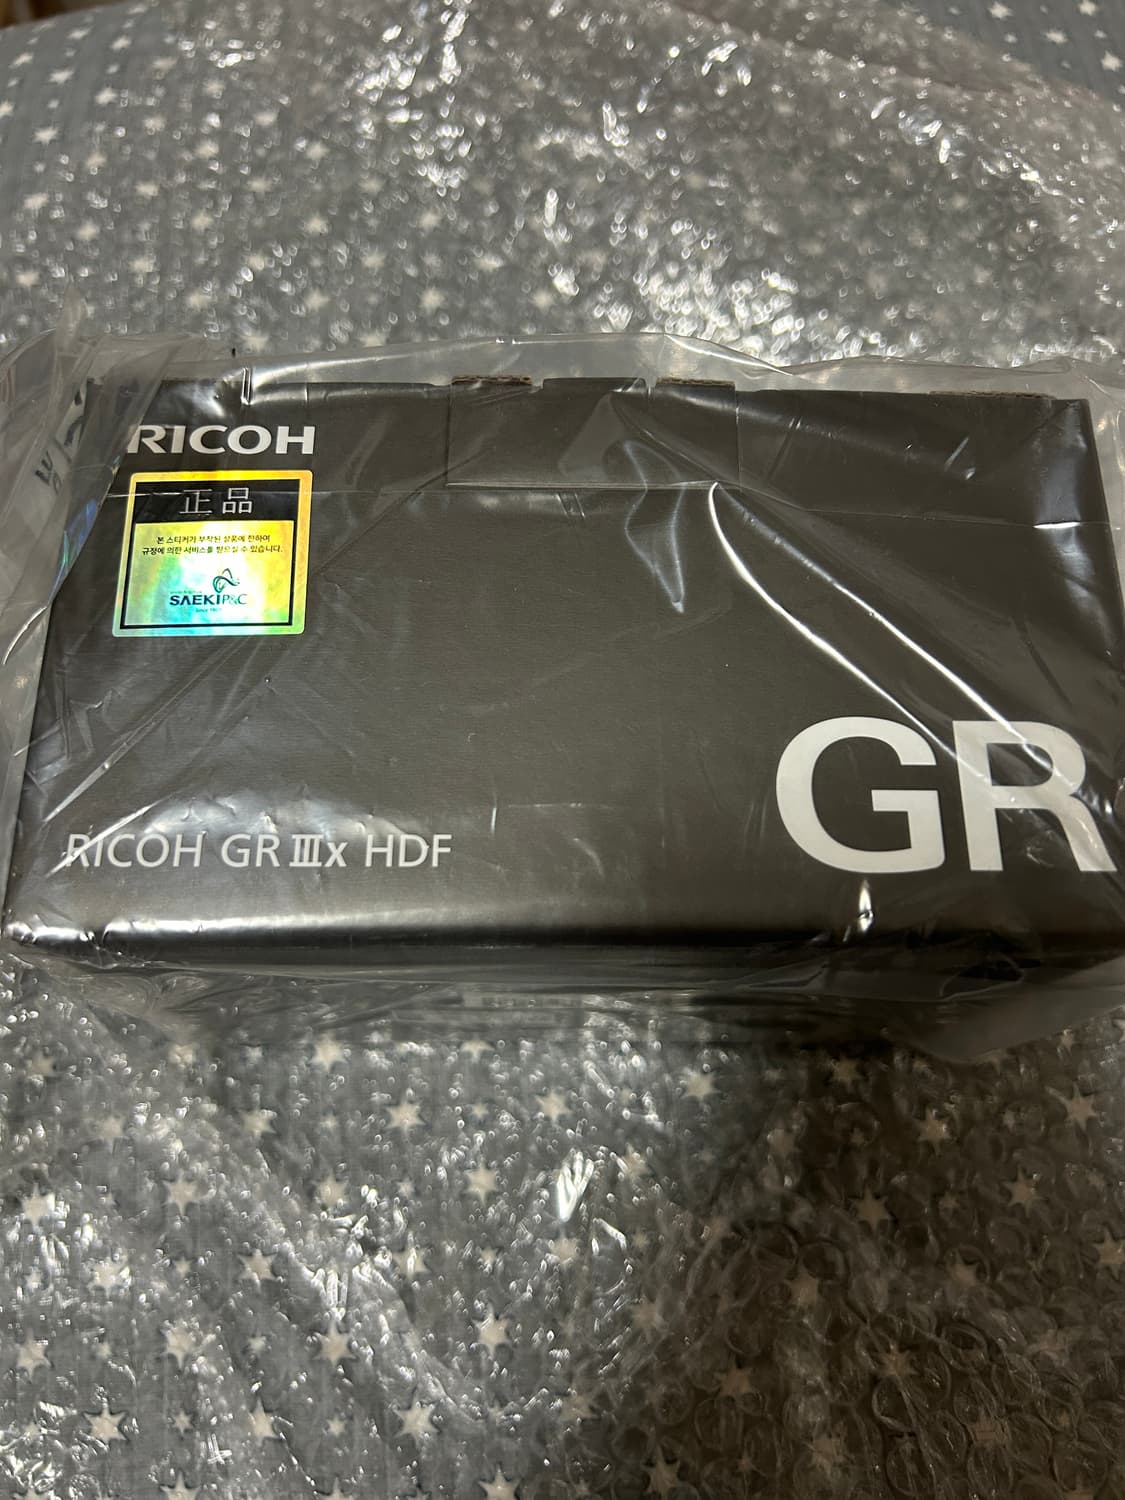 RICOH
正品
본 스티커가 부착된 상품에 한하여
규정에 의한 서비스를 받으실 수 있습니다.
SAEKI P&C
GR
RICOH GR IIIx HDF